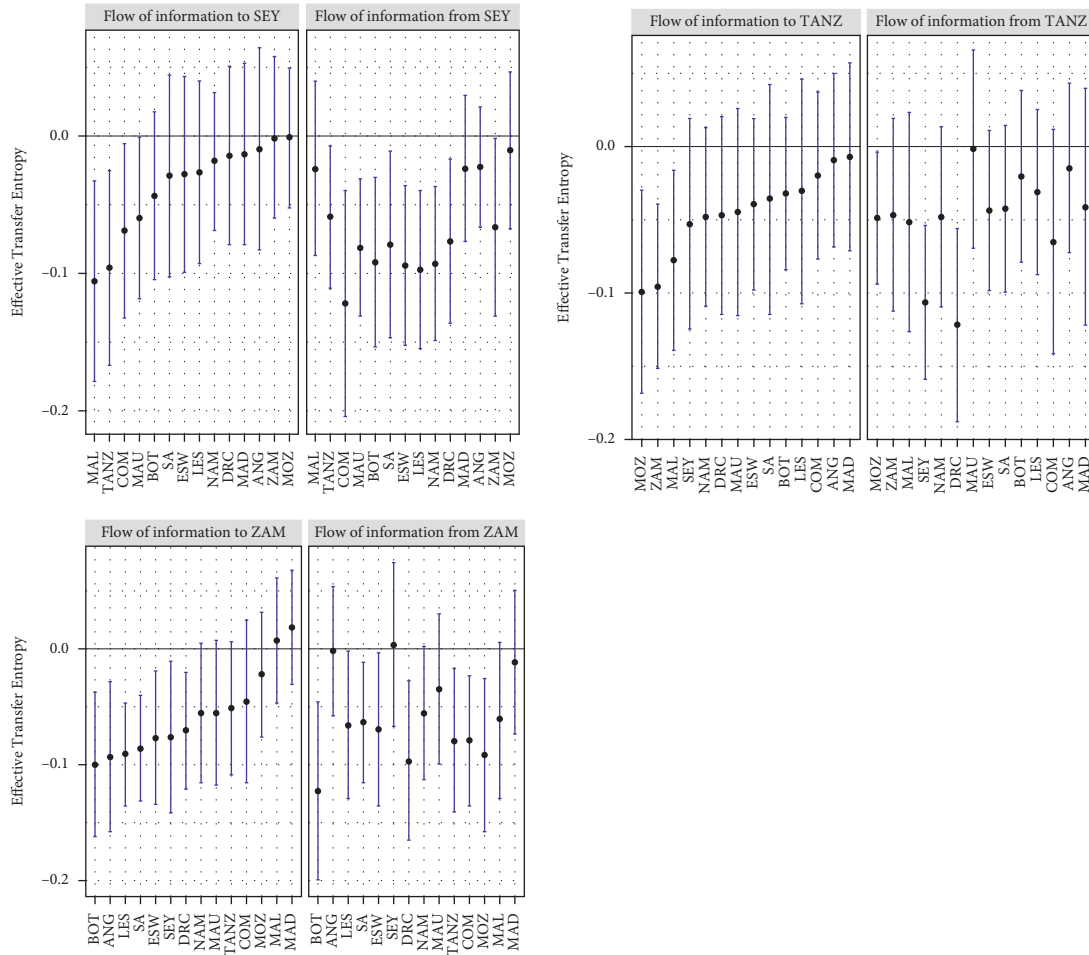 Flow of information to SEY
Flow of information from SEY
Effective Transfer Entropy
0.0
−0.1
−0.2
MAL
TANZ
COM
MAU
BOT
SA
ESW
LES
NAM
DRC
MAD
ANG
ZAM
MOZ
MAL
TANZ
COM
MAU
BOT
SA
ESW
LES
NAM
DRC
MAD
ANG
ZAM
MOZ
Flow of information to TANZ
Flow of information from TANZ
Effective Transfer Entropy
0.0
−0.1
−0.2
MOZ
ZAM
MAL
SEY
NAM
DRC
MAU
ESW
SA
BOT
LES
COM
ANG
MAD
MOZ
ZAM
MAL
SEY
NAM
DRC
MAU
ESW
SA
BOT
LES
COM
ANG
MAD
Flow of information to ZAM
Flow of information from ZAM
Effective Transfer Entropy
0.0
−0.1
−0.2
BOT
ANG
LES
SA
ESW
SEY
DRC
NAM
MAU
TANZ
COM
MOZ
MAL
MAD
BOT
ANG
LES
SA
ESW
SEY
DRC
NAM
MAU
TANZ
COM
MOZ
MAL
MAD